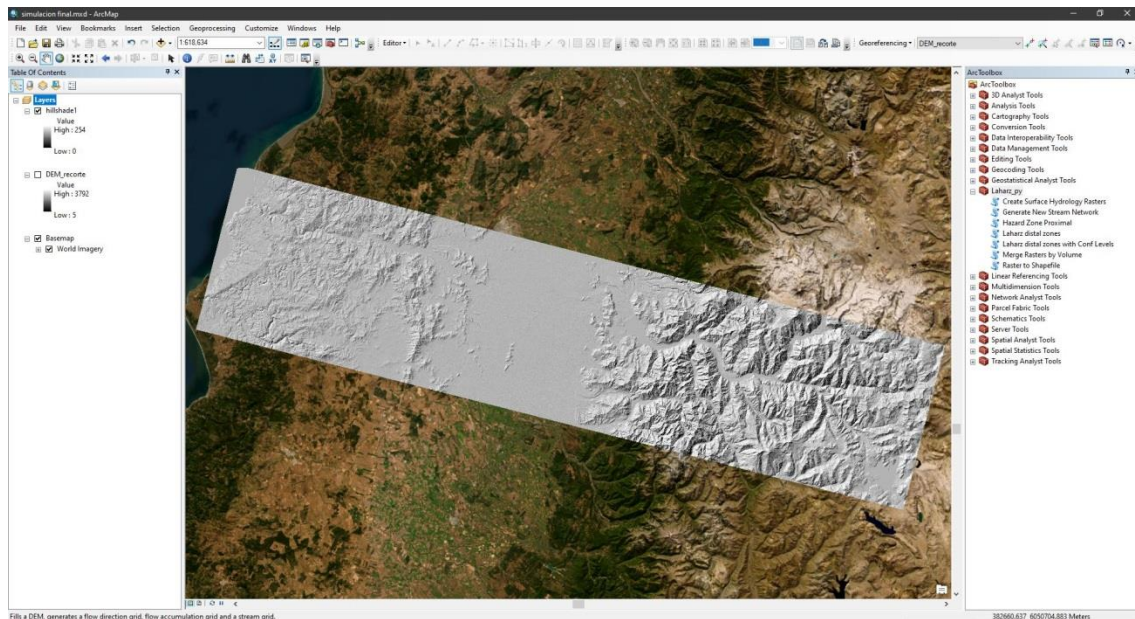 simulacion final.mxd - ArcMap
File Edit View Bookmarks Insert Selection Geoprocessing Customize Windows Help
1:618,634
Editor
Georeferencing
DEM_recorte
Table Of Contents
Layers
hillshade1
Value
High : 254
Low : 0
DEM_recorte
Value
High : 3792
Low : 5
Basemap
World Imagery
ArcToolbox
ArcToolbox
3D Analyst Tools
Analysis Tools
Cartography Tools
Conversion Tools
Data Interoperability Tools
Data Management Tools
Editing Tools
Geocoding Tools
Geostatistical Analyst Tools
Laharz_py
Create Surface Hydrology Rasters
Generate New Stream Network
Hazard Zone Proximal
Laharz distal zones
Laharz distal zones with Conf Levels
Merge Rasters by Volume
Raster to Shapefile
Linear Referencing Tools
Multidimension Tools
Network Analyst Tools
Parcel Fabric Tools
Schematics Tools
Server Tools
Spatial Analyst Tools
Spatial Statistics Tools
Tracking Analyst Tools
Fills a DEM, generates a flow direction grid, flow accumulation grid and a stream grid.
382660,637 6050704,883 Meters